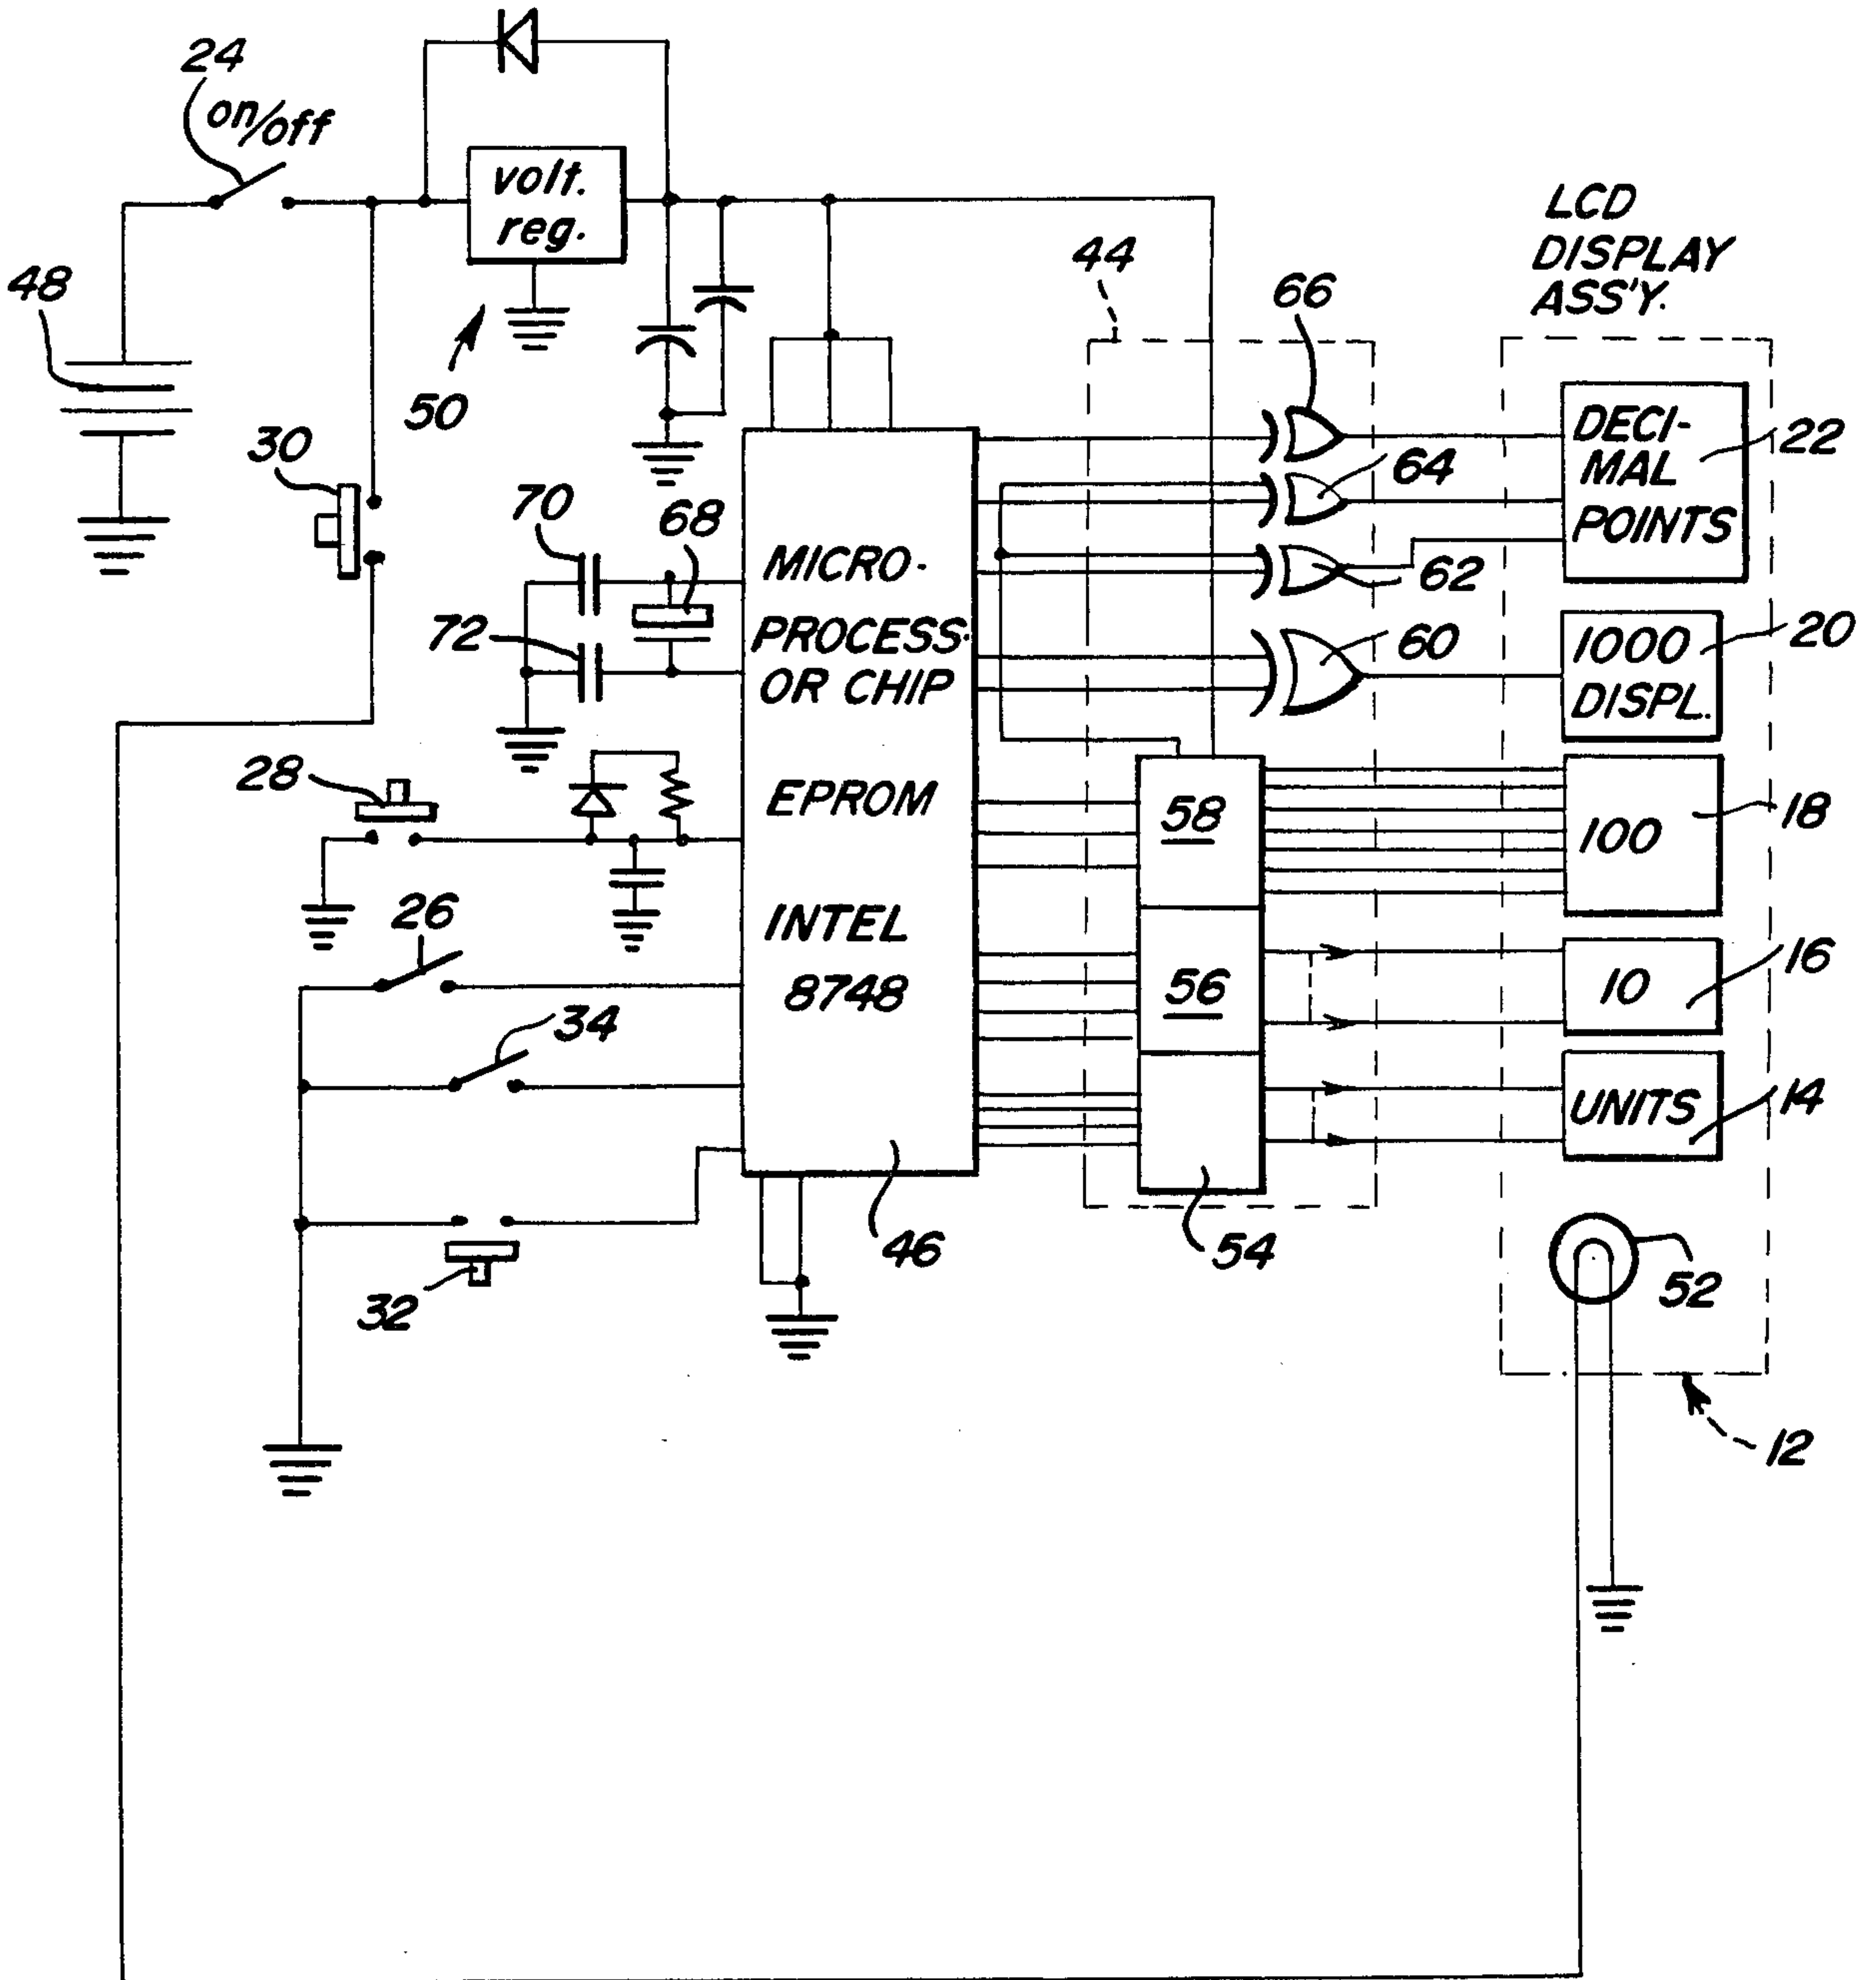 24
on/off
volt.
reg.
48
50
44
66
LCD
DISPLAY
ASS'Y.
DECI-
MAL
POINTS
22
30
70
68
64
62
MICRO-
PROCESS-
OR CHIP
72
60
1000
DISPL.
20
28
EPROM
58
100
18
26
INTEL
8748
56
10
16
34
UNITS
14
46
54
52
32
12